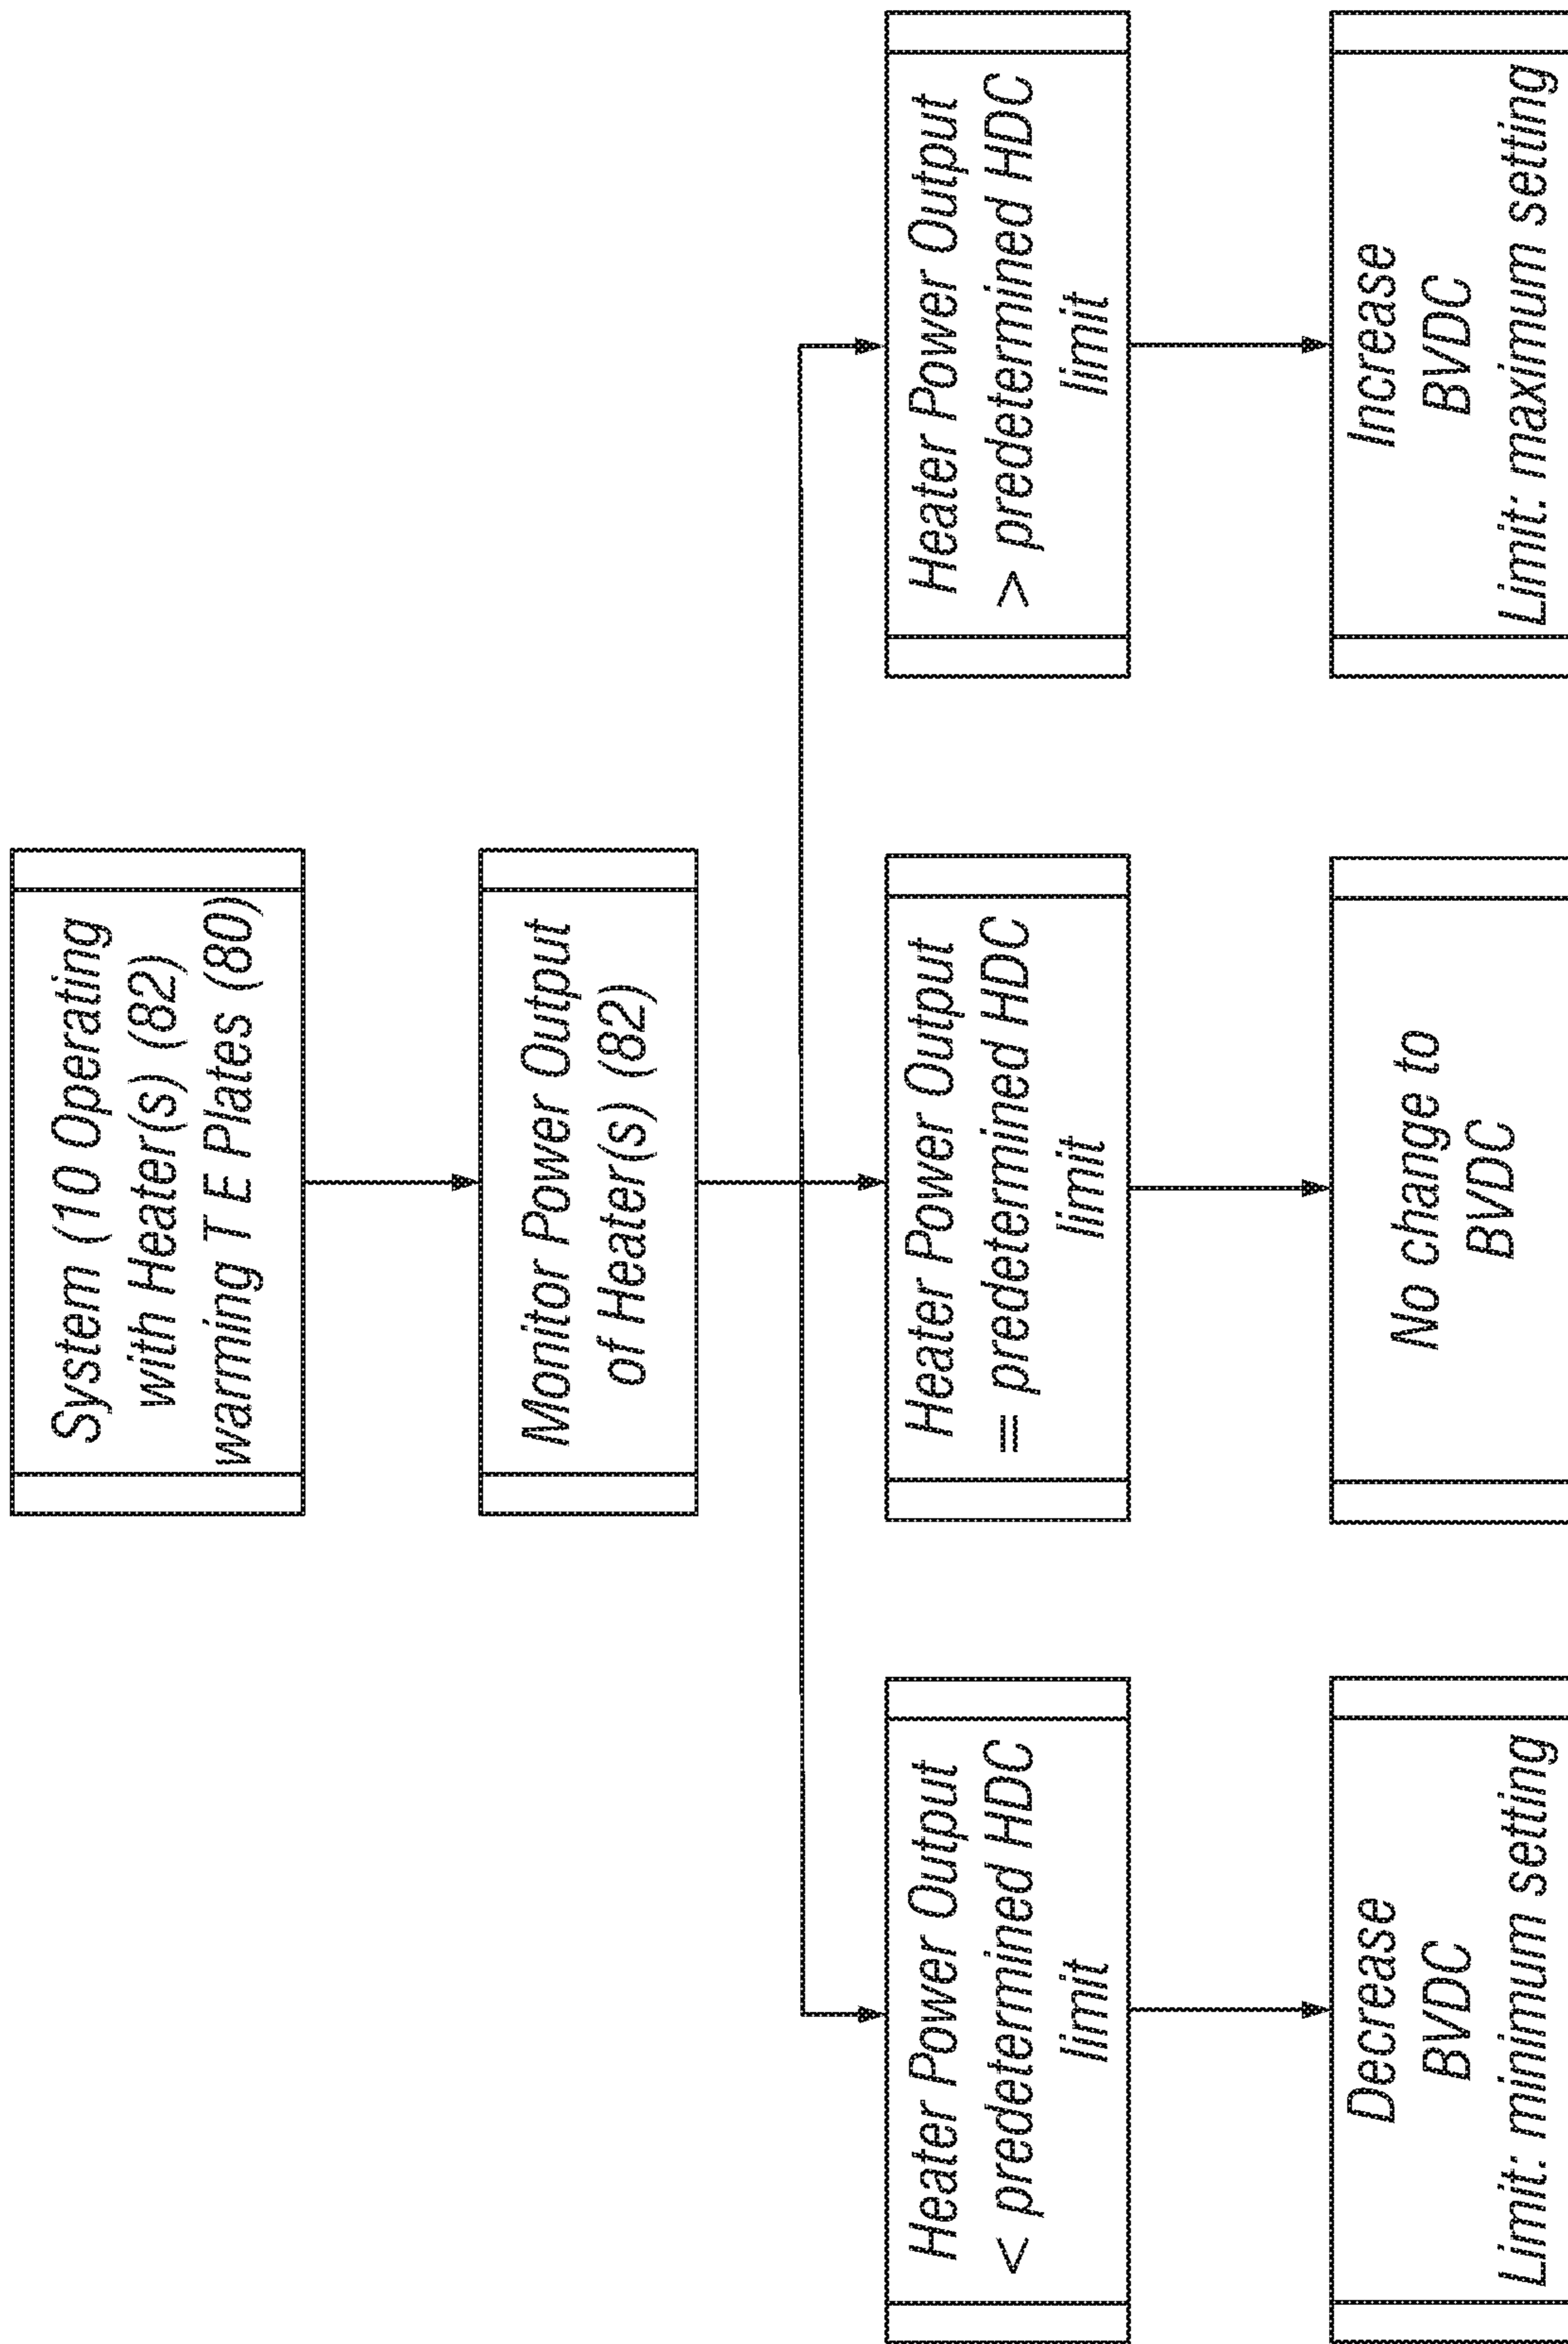 System (10 Operating
with Heater(s) (82)
warming T E Plates (80)
Monitor Power Output
of Heater(s) (82)
Heater Power Output
< predetermined HDC
limit
Heater Power Output
= predetermined HDC
limit
Heater Power Output
> predetermined HDC
limit
Decrease
BVDC
Limit: minimum setting
No change to
BVDC
Increase
BVDC
Limit: maximum setting